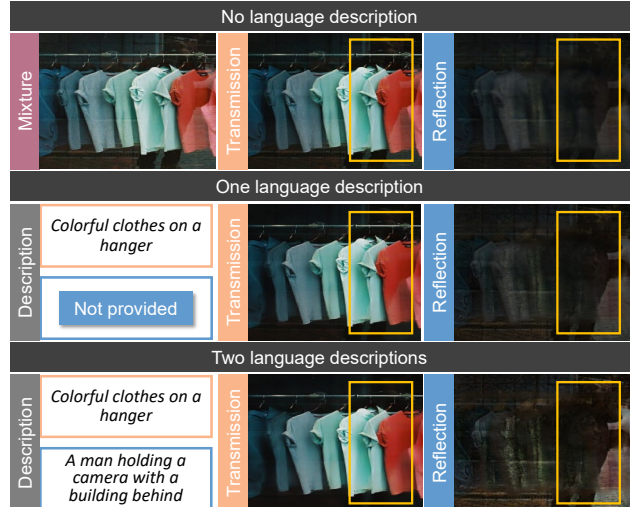 No language description
Mixture
Transmission
Reflection
One language description
Description
Colorful clothes on a
hanger
Not provided
Transmission
Reflection
Two language descriptions
Description
Colorful clothes on a
hanger
A man holding a
camera with a
building behind
Transmission
Reflection